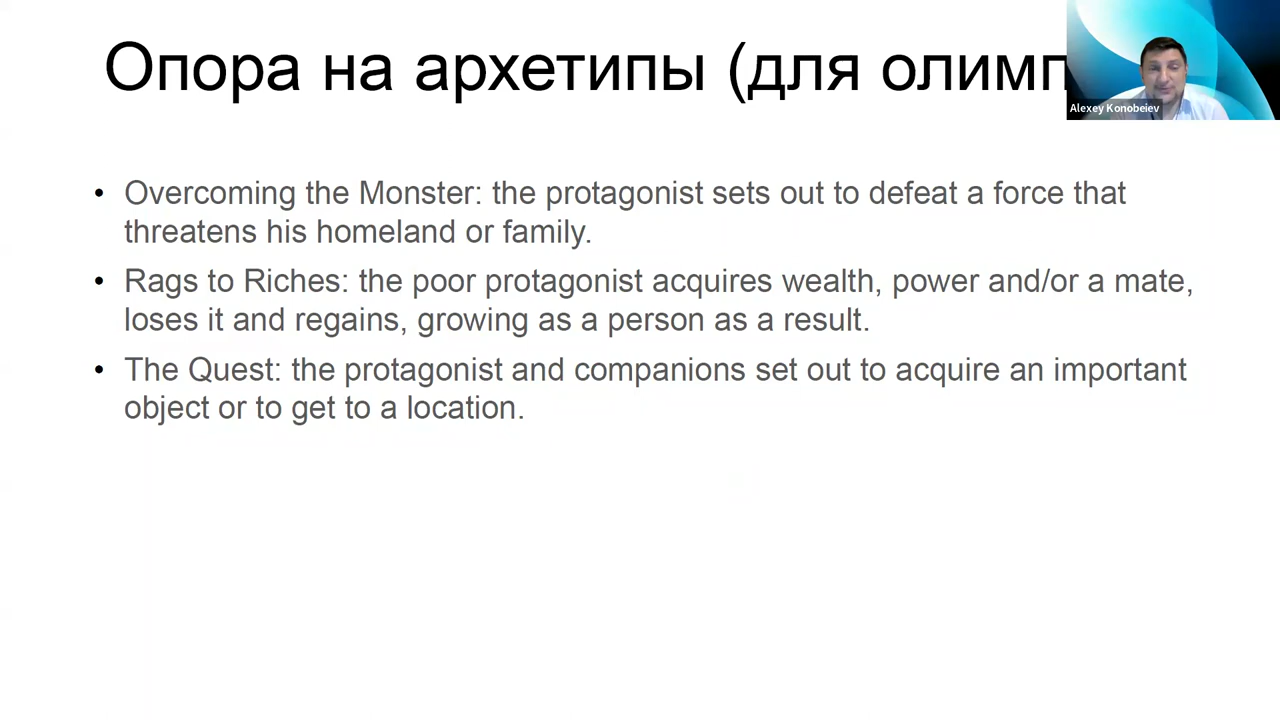 Опора на архетипы (для олимп
Alexey Konobeiev
• Overcoming the Monster: the protagonist sets out to defeat a force that
threatens his homeland or family.
• Rags to Riches: the poor protagonist acquires wealth, power and/or a mate,
loses it and regains, growing as a person as a result.
• The Quest: the protagonist and companions set out to acquire an important
object or to get to a location.